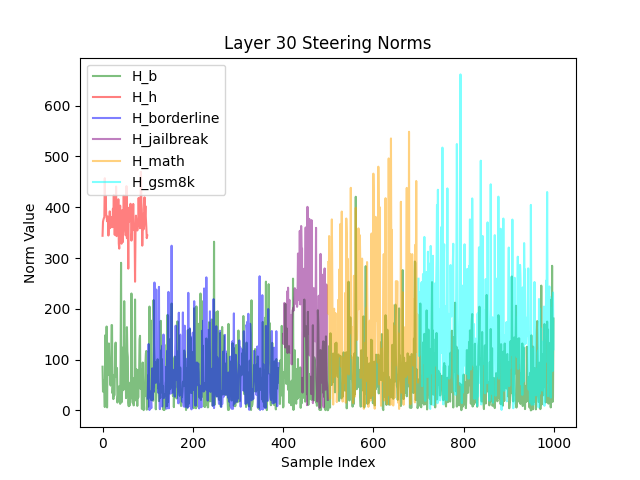 Layer 30 Steering Norms
H_b
H_h
H_borderline
H_jailbreak
H_math
H_gsm8k
600
500
400
300
200
100
0
Norm Value
0 200 400 600 800 1000
Sample Index